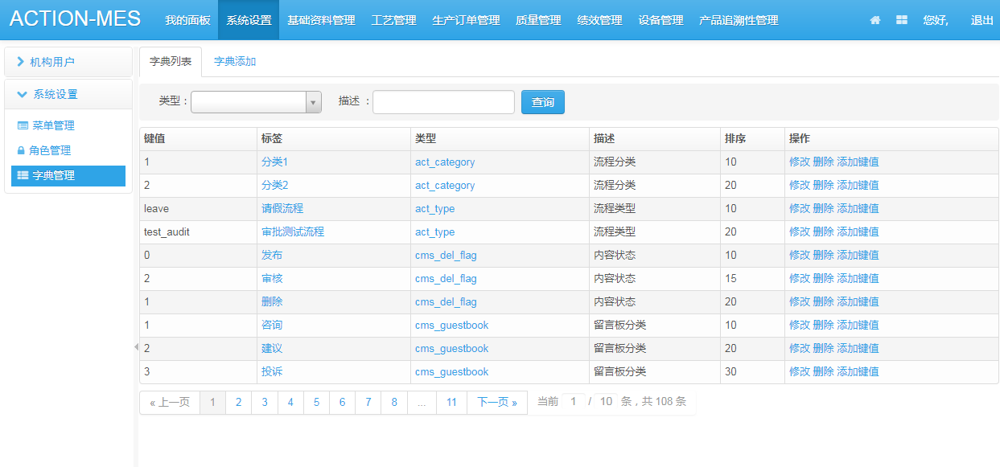 ACTION-MES 我的面板 系统设置 基础资料管理 工艺管理 生产订单管理 质量管理 绩效管理 设备管理 产品追溯性管理 您好, 退出
机构用户
系统设置
菜单管理
角色管理
字典管理
字典列表 字典添加
类型 : 描述 : 查询
键值 标签 类型 描述 排序 操作
1 分类1 act_category 流程分类 10 修改 删除 添加键值
2 分类2 act_category 流程分类 20 修改 删除 添加键值
leave 请假流程 act_type 流程类型 10 修改 删除 添加键值
test_audit 审批测试流程 act_type 流程类型 20 修改 删除 添加键值
0 发布 cms_del_flag 内容状态 10 修改 删除 添加键值
2 审核 cms_del_flag 内容状态 15 修改 删除 添加键值
1 删除 cms_del_flag 内容状态 20 修改 删除 添加键值
1 咨询 cms_guestbook 留言板分类 10 修改 删除 添加键值
2 建议 cms_guestbook 留言板分类 20 修改 删除 添加键值
3 投诉 cms_guestbook 留言板分类 30 修改 删除 添加键值
« 上一页 1 2 3 4 5 6 7 8 ... 11 下一页 » 当前 1 / 10 条，共 108 条